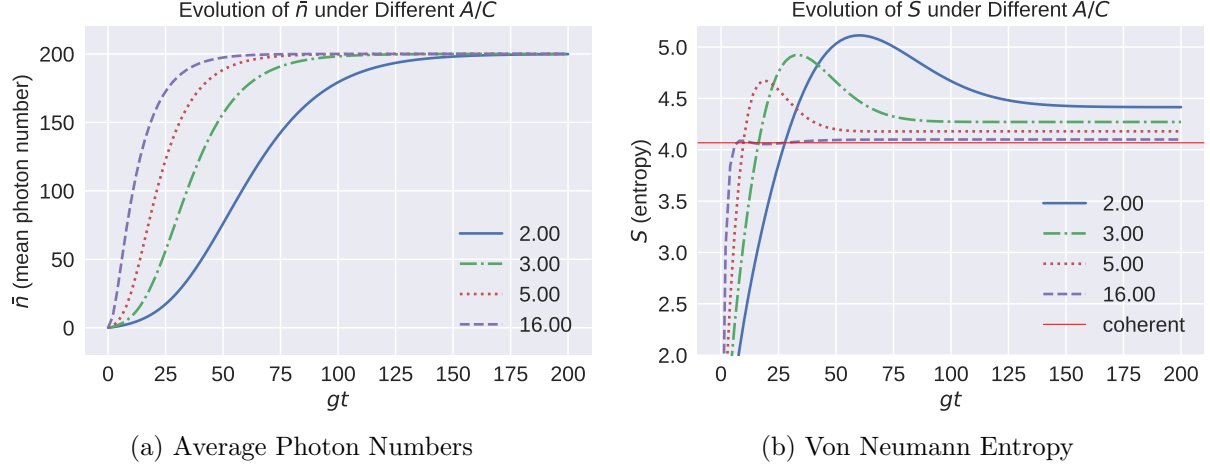 Evolution of n̄ under Different A/C
n̄ (mean photon number)
200
150
100
50
0
2.00
3.00
5.00
16.00
0 25 50 75 100 125 150 175 200
gt
(a) Average Photon Numbers
Evolution of S under Different A/C
S (entropy)
5.0
4.5
4.0
3.5
3.0
2.5
2.0
2.00
3.00
5.00
16.00
coherent
0 25 50 75 100 125 150 175 200
gt
(b) Von Neumann Entropy